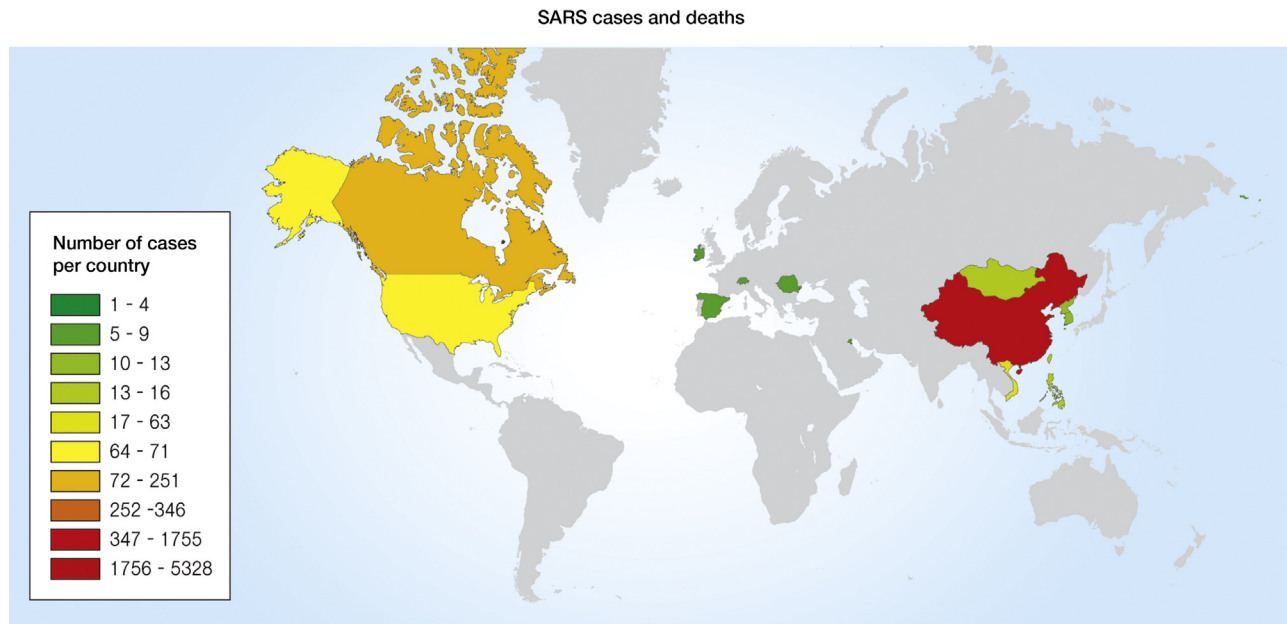 SARS cases and deaths
Number of cases
per country
1 - 4
5 - 9
10 - 13
13 - 16
17 - 63
64 - 71
72 - 251
252 -346
347 - 1755
1756 - 5328